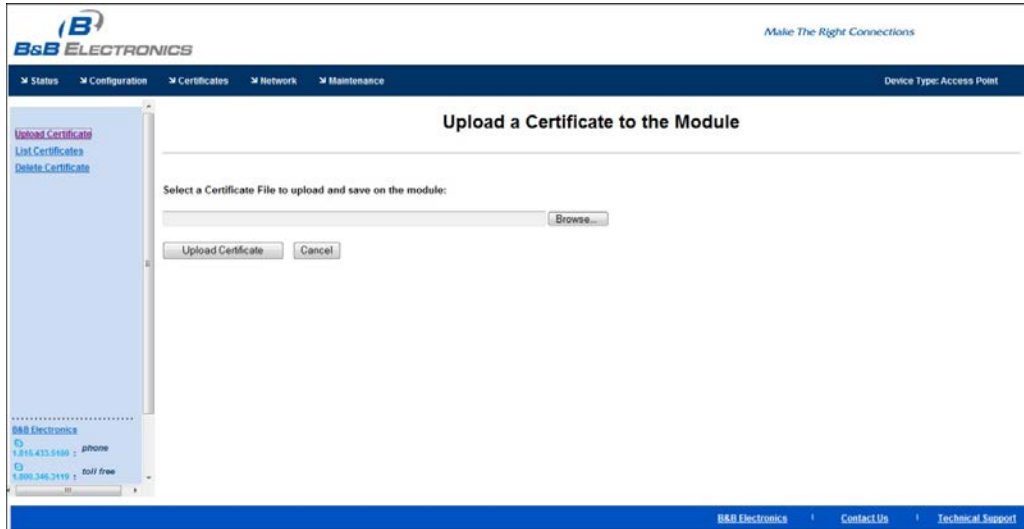 B
B&B ELECTRONICS
Make The Right Connections
Status Configuration Certificates Network Maintenance Device Type: Access Point
Upload Certificate
List Certificates
Delete Certificate
Upload a Certificate to the Module
Select a Certificate File to upload and save on the module:
Browse...
Upload Certificate Cancel
B&B Electronics
1.815.433.5100 : phone
1.800.346.3119 : toll free
B&B Electronics Contact Us Technical Support